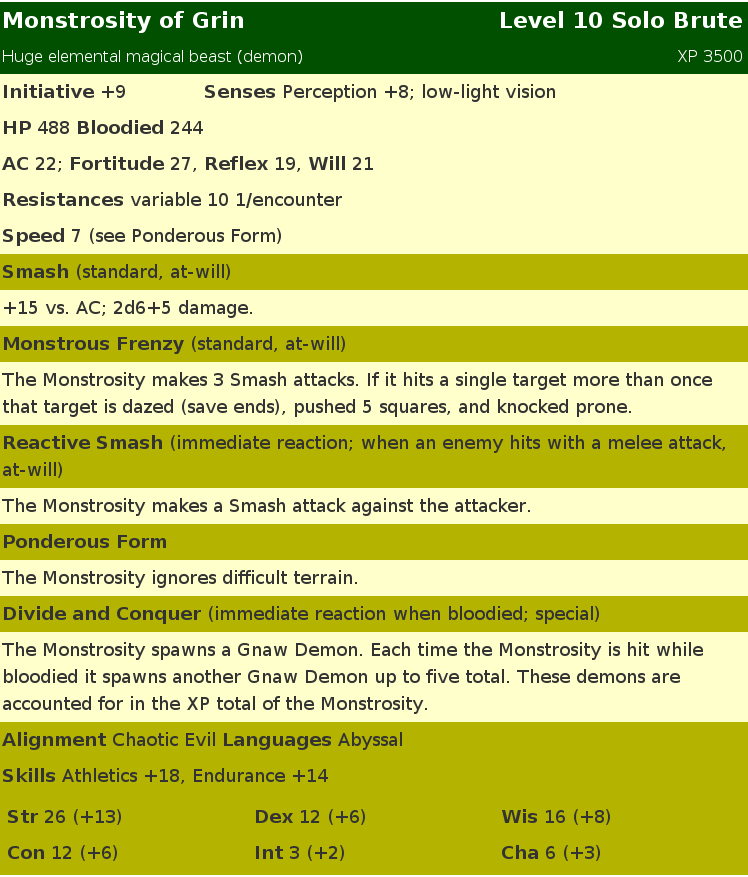 Monstrosity of Grin Level 10 Solo Brute
Huge elemental magical beast (demon) XP 3500
Initiative +9 Senses Perception +8; low-light vision
HP 488 Bloodied 244
AC 22; Fortitude 27, Reflex 19, Will 21
Resistances variable 10 1/encounter
Speed 7 (see Ponderous Form)
Smash (standard, at-will)
+15 vs. AC; 2d6+5 damage.
Monstrous Frenzy (standard, at-will)
The Monstrosity makes 3 Smash attacks. If it hits a single target more than once
that target is dazed (save ends), pushed 5 squares, and knocked prone.
Reactive Smash (immediate reaction; when an enemy hits with a melee attack,
at-will)
The Monstrosity makes a Smash attack against the attacker.
Ponderous Form
The Monstrosity ignores difficult terrain.
Divide and Conquer (immediate reaction when bloodied; special)
The Monstrosity spawns a Gnaw Demon. Each time the Monstrosity is hit while
bloodied it spawns another Gnaw Demon up to five total. These demons are
accounted for in the XP total of the Monstrosity.
Alignment Chaotic Evil Languages Abyssal
Skills Athletics +18, Endurance +14
Str 26 (+13) Dex 12 (+6) Wis 16 (+8)
Con 12 (+6) Int 3 (+2) Cha 6 (+3)